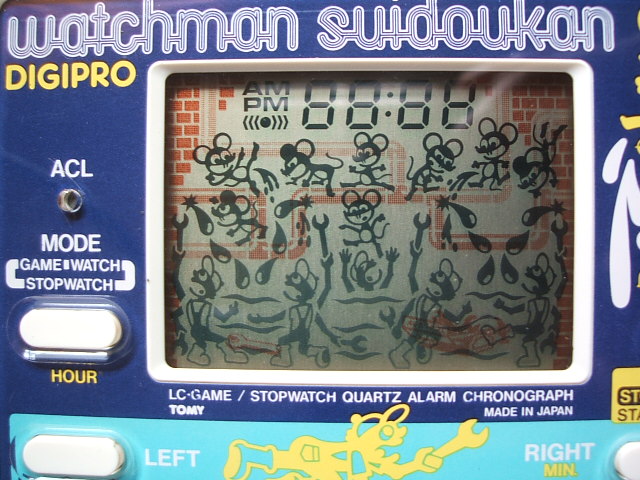 watchman suidoukan
DIGIPRO
AM
PM
88:88
ACL
MODE
GAME WATCH
STOPWATCH
HOUR
LC-GAME / STOPWATCH QUARTZ ALARM CHRONOGRAPH
TOMY MADE IN JAPAN
LEFT
RIGHT
MIN.